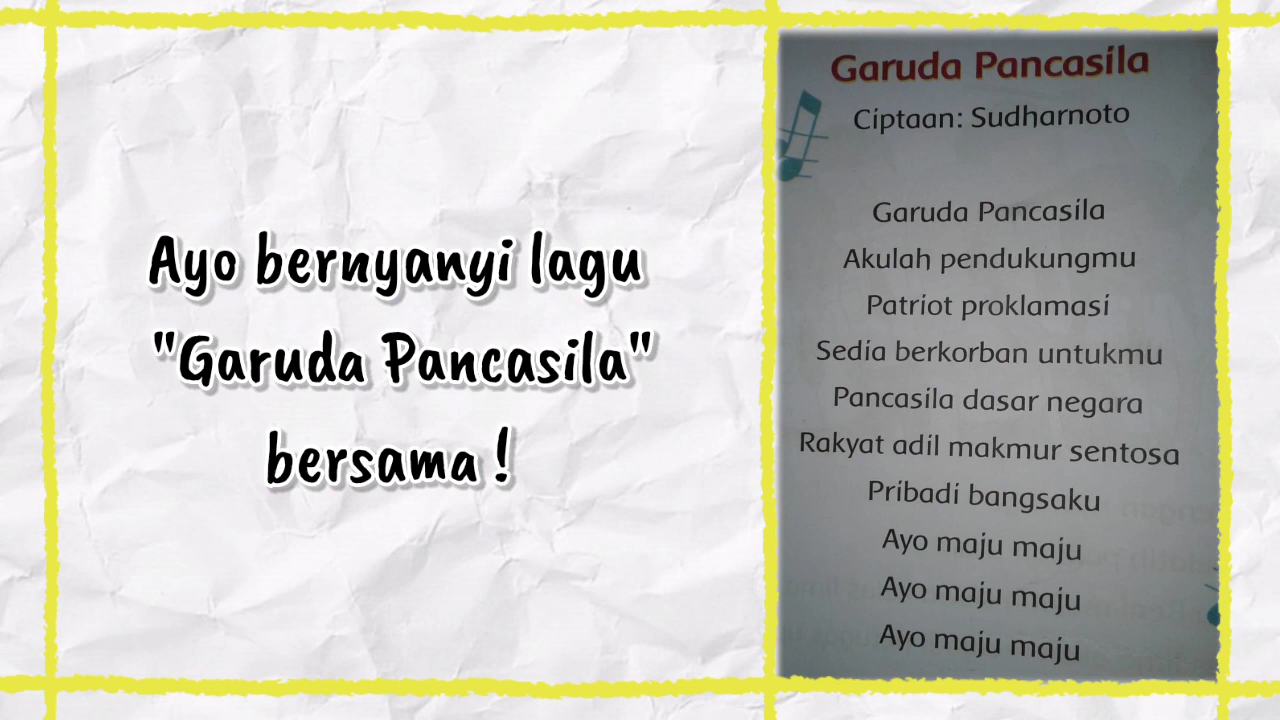 Ayo bernyanyi lagu
"Garuda Pancasila"
bersama !
Garuda Pancasila
Ciptaan: Sudharnoto
Garuda Pancasila
Akulah pendukungmu
Patriot proklamasi
Sedia berkorban untukmu
Pancasila dasar negara
Rakyat adil makmur sentosa
Pribadi bangsaku
Ayo maju maju
Ayo maju maju
Ayo maju maju